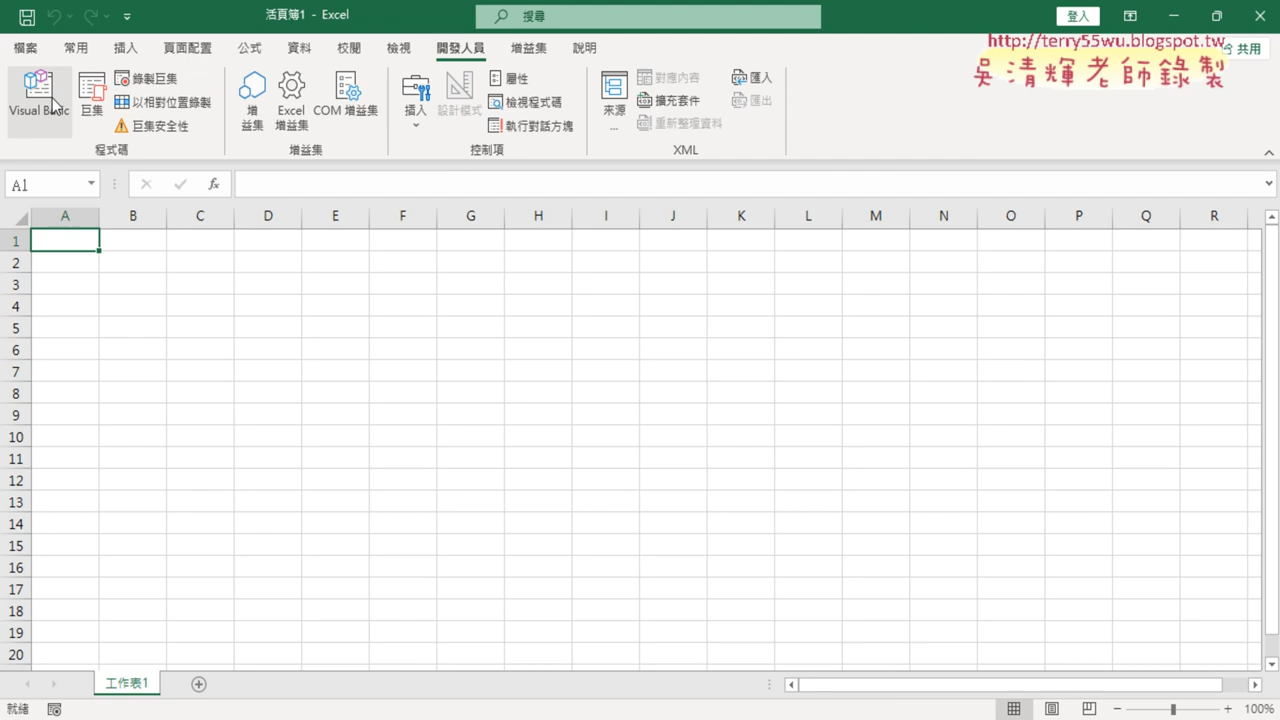 活頁簿1 - Excel
搜尋
登入
http://terry55wu.blogspot.tw
吳清輝老師錄製
檔案 常用 插入 頁面配置 公式 資料 校閱 檢視 開發人員 增益集 說明 共用
Visual Basic
巨集
錄製巨集
以相對位置錄製
巨集安全性
程式碼
增益集
Excel 增益集
COM 增益集
增益集
插入
設計模式
屬性
檢視程式碼
執行對話方塊
控制項
來源
...
對應內容
擴充套件
重新整理資料
匯入
匯出
XML
A1
fx
A B C D E F G H I J K L M N O P Q R
1
2
3
4
5
6
7
8
9
10
11
12
13
14
15
16
17
18
19
20
工作表1
就緒
100%